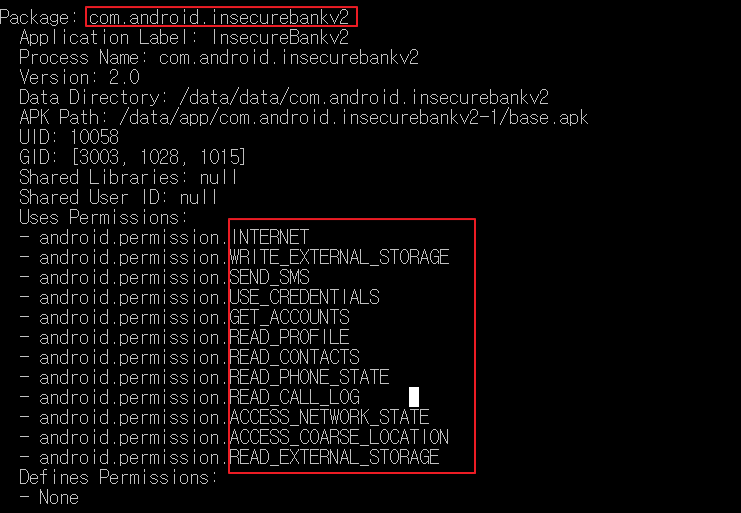 Package: com.android.insecurebankv2
Application Label: InsecureBankv2
Process Name: com.android.insecurebankv2
Version: 2.0
Data Directory: /data/data/com.android.insecurebankv2
APK Path: /data/app/com.android.insecurebankv2-1/base.apk
UID: 10058
GID: [3003, 1028, 1015]
Shared Libraries: null
Shared User ID: null
Uses Permissions:
- android.permission.INTERNET
- android.permission.WRITE_EXTERNAL_STORAGE
- android.permission.SEND_SMS
- android.permission.USE_CREDENTIALS
- android.permission.GET_ACCOUNTS
- android.permission.READ_PROFILE
- android.permission.READ_CONTACTS
- android.permission.READ_PHONE_STATE
- android.permission.READ_CALL_LOG
- android.permission.ACCESS_NETWORK_STATE
- android.permission.ACCESS_COARSE_LOCATION
- android.permission.READ_EXTERNAL_STORAGE
Defines Permissions:
- None